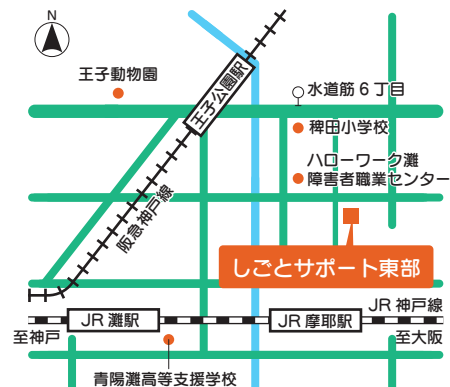 N
王子動物園
王子公園駅
水道筋6丁目
稗田小学校
ハローワーク灘
障害者職業センター
阪急神戸線
しごとサポート東部
JR 神戸線
JR 灘駅
JR 摩耶駅
至神戸
至大阪
青陽灘高等支援学校